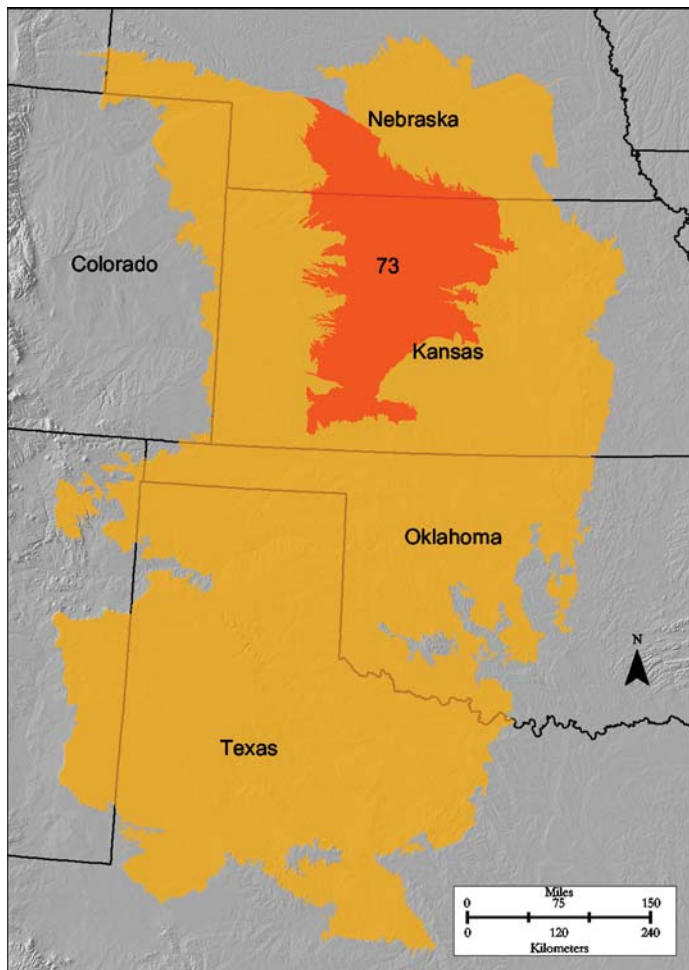 Nebraska
Colorado
73
Kansas
Oklahoma
N
Texas
Miles
0 75 150
0 120 240
Kilometers